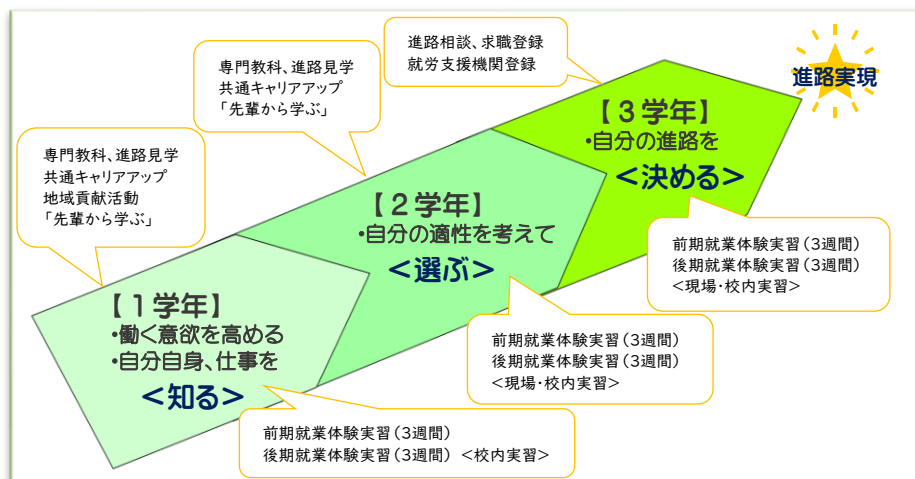 進路相談、求職登録
就労支援機関登録
進路実現
専門教科、進路見学
共通キャリアアップ
「先輩から学ぶ」
【3学年】
・自分の進路を
<決める>
専門教科、進路見学
共通キャリアアップ
地域貢献活動
「先輩から学ぶ」
【2学年】
・自分の適性を考えて
<選ぶ>
前期就業体験実習(3週間)
後期就業体験実習(3週間)
<現場・校内実習>
【1学年】
・働く意欲を高める
・自分自身、仕事を
<知る>
前期就業体験実習(3週間)
後期就業体験実習(3週間)
<現場・校内実習>
前期就業体験実習(3週間)
後期就業体験実習(3週間) <校内実習>